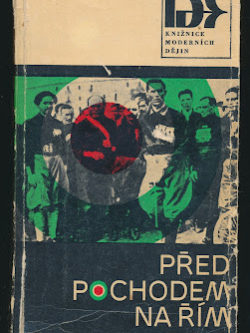 KNIŽNICE
MODERNÍCH
DĚJIN
PŘED
POCHODEM
NA ŘÍM